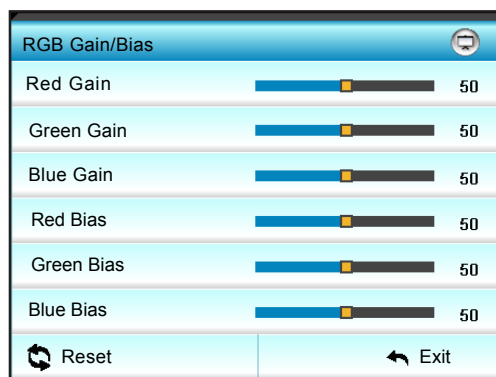 RGB Gain/Bias
Red Gain 50
Green Gain 50
Blue Gain 50
Red Bias 50
Green Bias 50
Blue Bias 50
Reset Exit